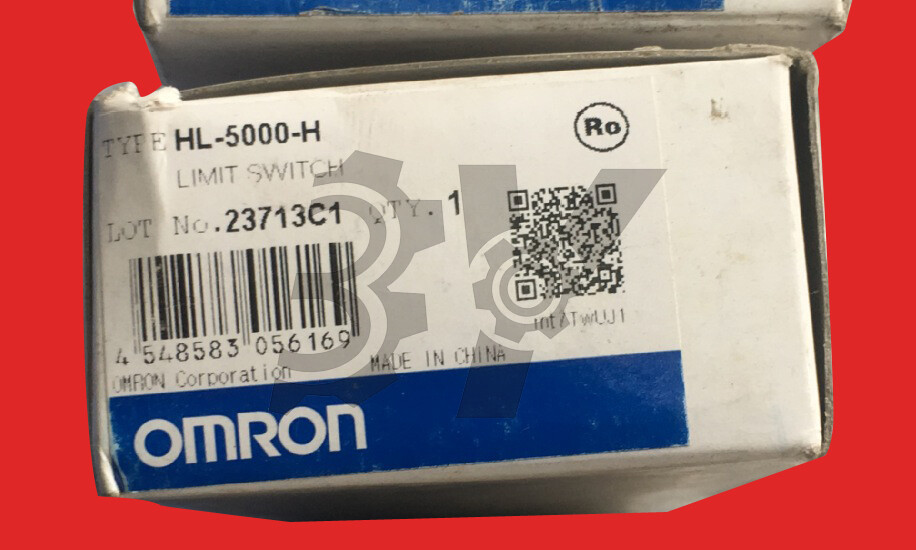 TYPE HL-5000-H
Ro
LIMIT SWITCH
LOT No.23713C1 QTY. 1
4 548583 056169
MADE IN CHINA
OMRON Corporation
OMRON
3V